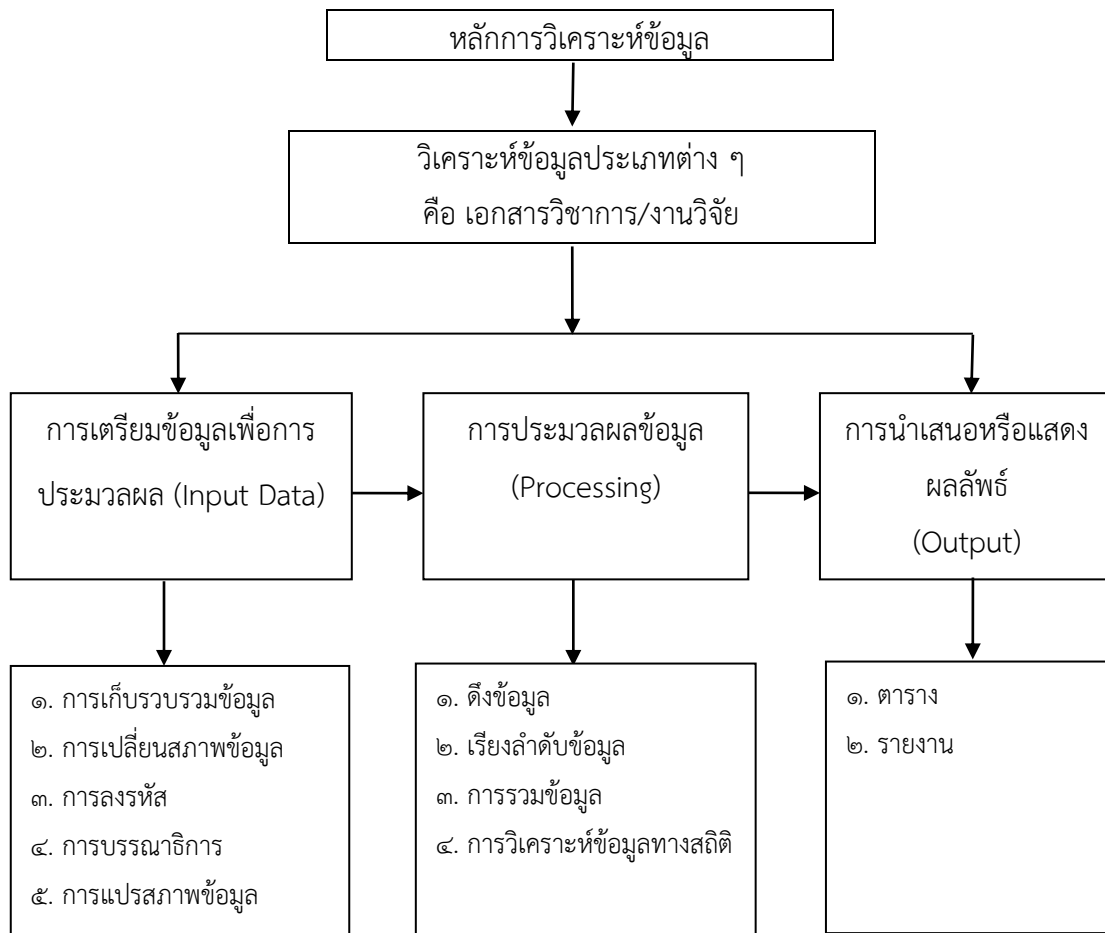 หลักการวิเคราะห์ข้อมูล
วิเคราะห์ข้อมูลประเภทต่าง ๆ
คือ เอกสารวิชาการ/งานวิจัย
การเตรียมข้อมูลเพื่อการ
ประมวลผล (Input Data)
การประมวลผลข้อมูล
(Processing)
การนำเสนอหรือแสดง
ผลลัพธ์
(Output)
๑. การเก็บรวบรวมข้อมูล
๒. การเปลี่ยนสภาพข้อมูล
๓. การลงรหัส
๔. การบรรณาธิการ
๕. การแปรสภาพข้อมูล
๑. ดึงข้อมูล
๒. เรียงลำดับข้อมูล
๓. การรวมข้อมูล
๔. การวิเคราะห์ข้อมูลทางสถิติ
๑. ตาราง
๒. รายงาน